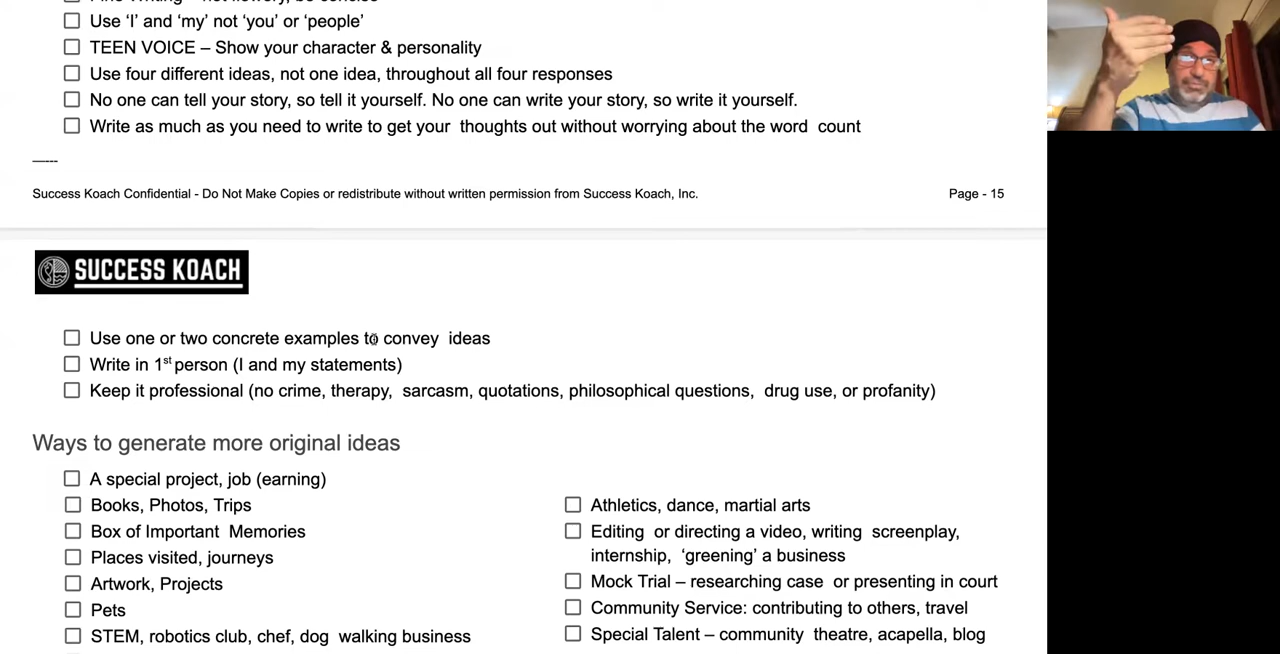 Use ‘I’ and ‘my’ not ‘you’ or ‘people’
TEEN VOICE – Show your character & personality
Use four different ideas, not one idea, throughout all four responses
No one can tell your story, so tell it yourself. No one can write your story, so write it yourself.
Write as much as you need to write to get your thoughts out without worrying about the word count
Success Koach Confidential - Do Not Make Copies or redistribute without written permission from Success Koach, Inc.
Page - 15
SUCCESS KOACH
Use one or two concrete examples to convey ideas
Write in 1st person (I and my statements)
Keep it professional (no crime, therapy, sarcasm, quotations, philosophical questions, drug use, or profanity)
Ways to generate more original ideas
A special project, job (earning)
Books, Photos, Trips
Box of Important Memories
Places visited, journeys
Artwork, Projects
Pets
STEM, robotics club, chef, dog walking business
Athletics, dance, martial arts
Editing or directing a video, writing screenplay,
internship, ‘greening’ a business
Mock Trial – researching case or presenting in court
Community Service: contributing to others, travel
Special Talent – community theatre, acapella, blog